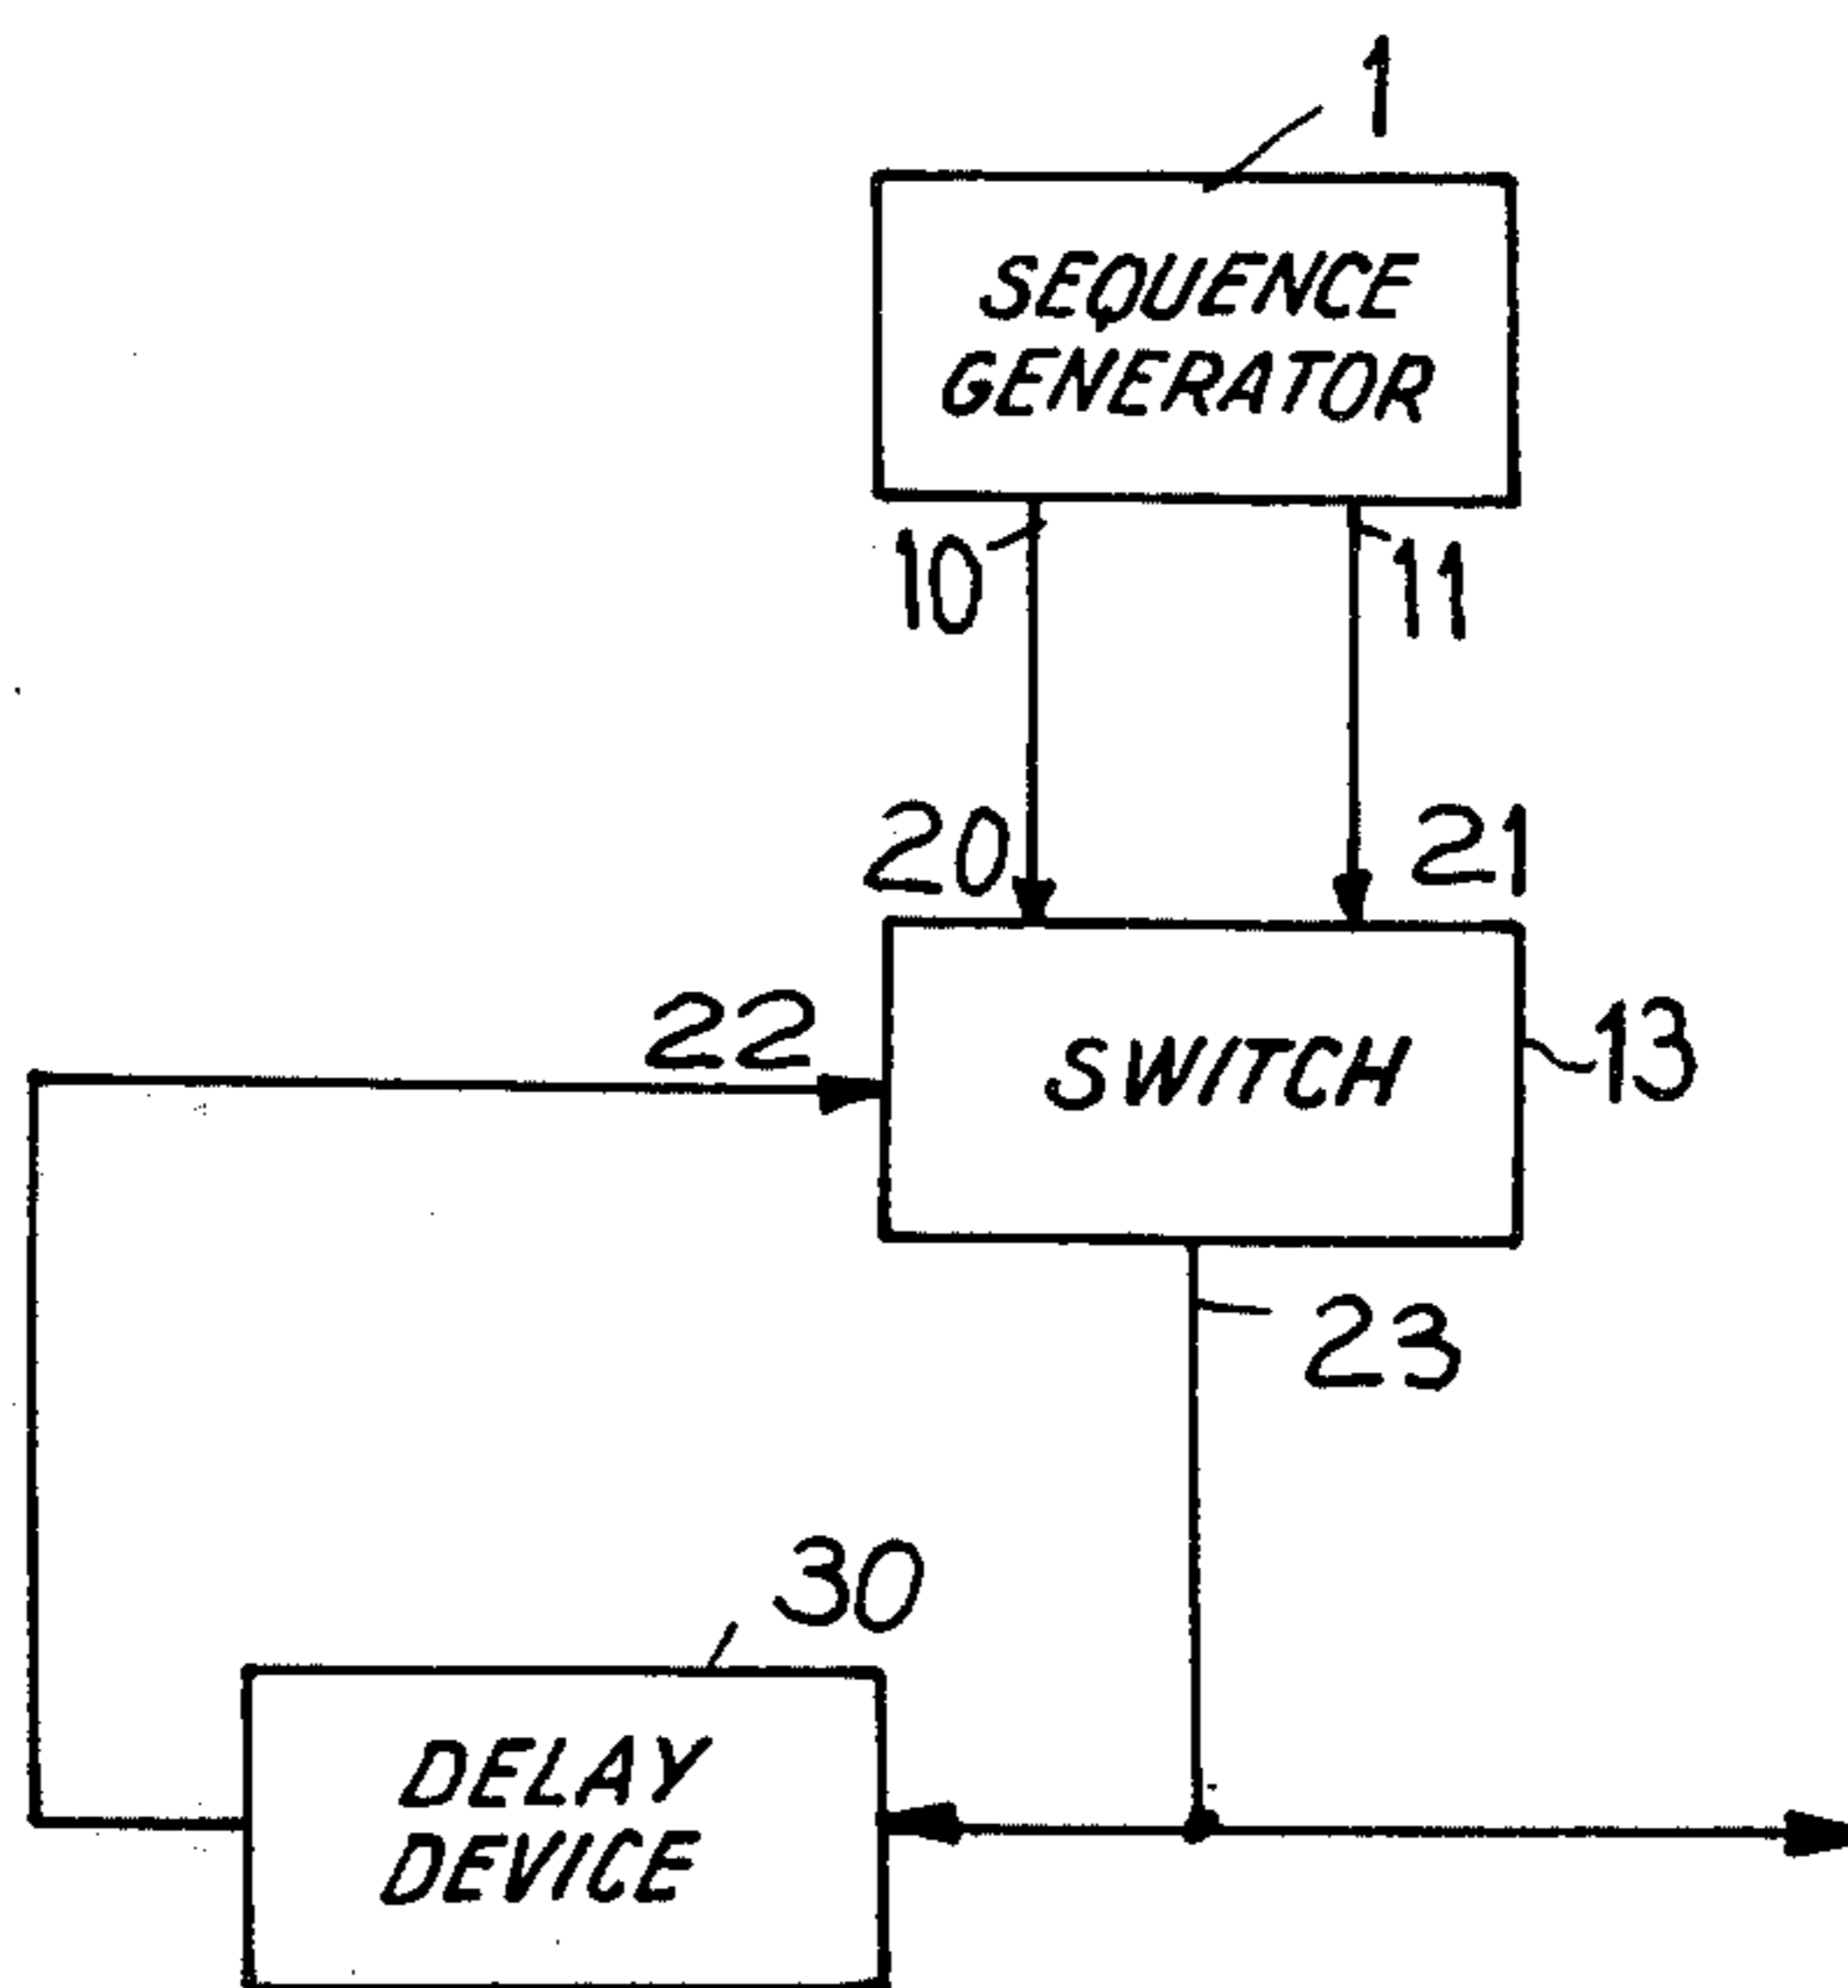 1
SEQUENCE
GENERATOR
10 11
20 21
22 SWITCH 13
23
30
DELAY
DEVICE